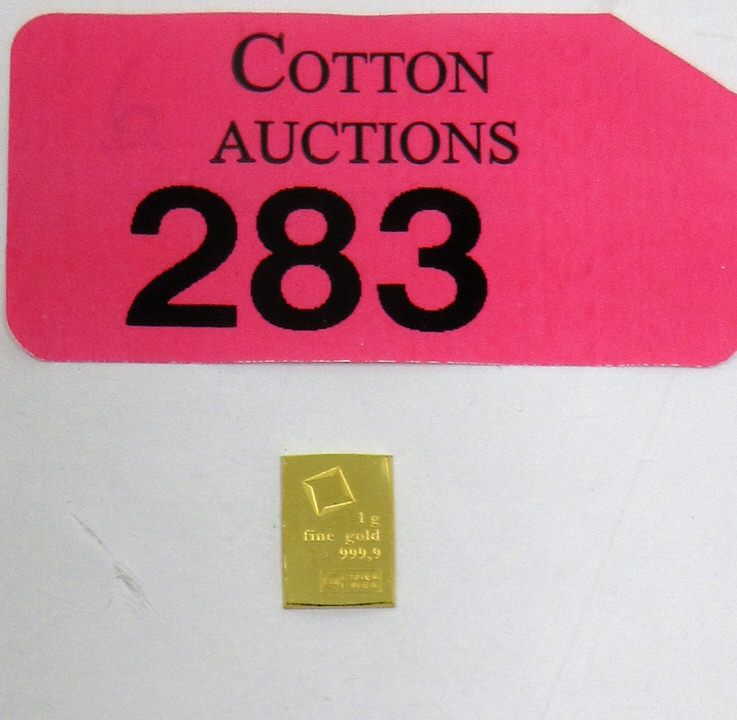 COTTON
AUCTIONS
283
1 g
fine gold
999,9